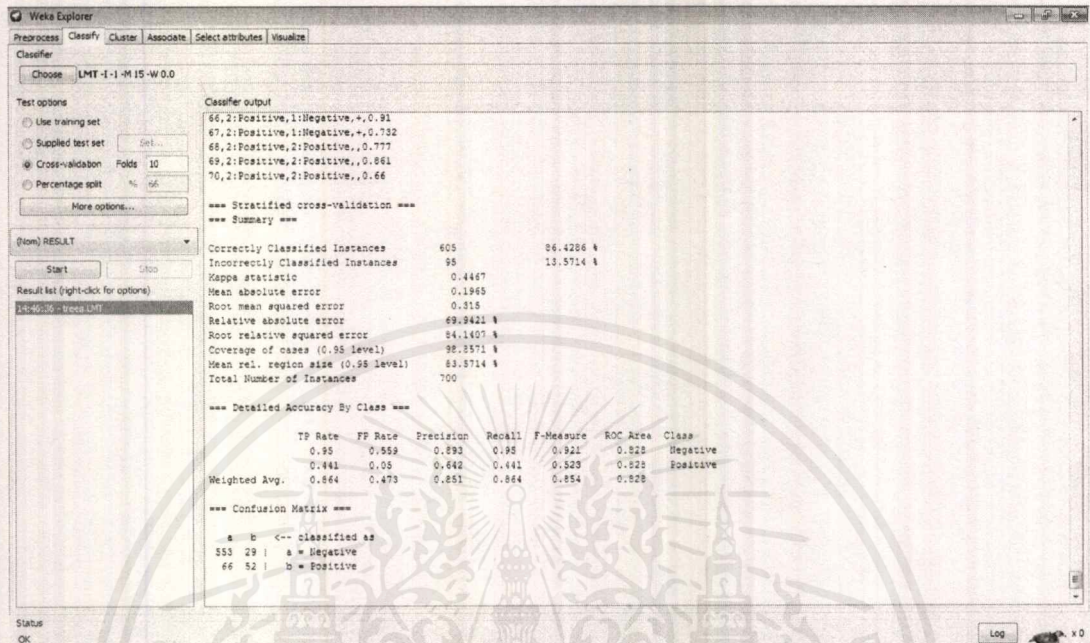 Weka Explorer
Preprocess Classify Cluster Associate Select attributes Visualize
Classifier
Choose LMT -I -1 -M 15 -W 0.0
Test options
Use training set
Supplied test set Set...
Cross-validation Folds 10
Percentage split % 66
More options...
(Nom) RESULT
Start Stop
Result list (right-click for options)
14:46:36 - trees.LMT
Classifier output
66,2:Positive,1:Negative,+,0.91
67,2:Positive,1:Negative,+,0.732
68,2:Positive,2:Positive,,0.777
69,2:Positive,2:Positive,,0.861
70,2:Positive,2:Positive,,0.66
=== Stratified cross-validation ===
=== Summary ===
Correctly Classified Instances 605 86.4286 %
Incorrectly Classified Instances 95 13.5714 %
Kappa statistic 0.4467
Mean absolute error 0.1965
Root mean squared error 0.315
Relative absolute error 69.9421 %
Root relative squared error 84.1407 %
Coverage of cases (0.95 level) 98.8571 %
Mean rel. region size (0.95 level) 83.5714 %
Total Number of Instances 700
=== Detailed Accuracy By Class ===
TP Rate FP Rate Precision Recall F-Measure ROC Area Class
0.95 0.559 0.893 0.95 0.921 0.828 Negative
0.441 0.05 0.642 0.441 0.523 0.828 Positive
Weighted Avg. 0.864 0.473 0.851 0.864 0.854 0.828
=== Confusion Matrix ===
a b <-- classified as
553 29 | a = Negative
66 52 | b = Positive
Status
OK
Log
x 0